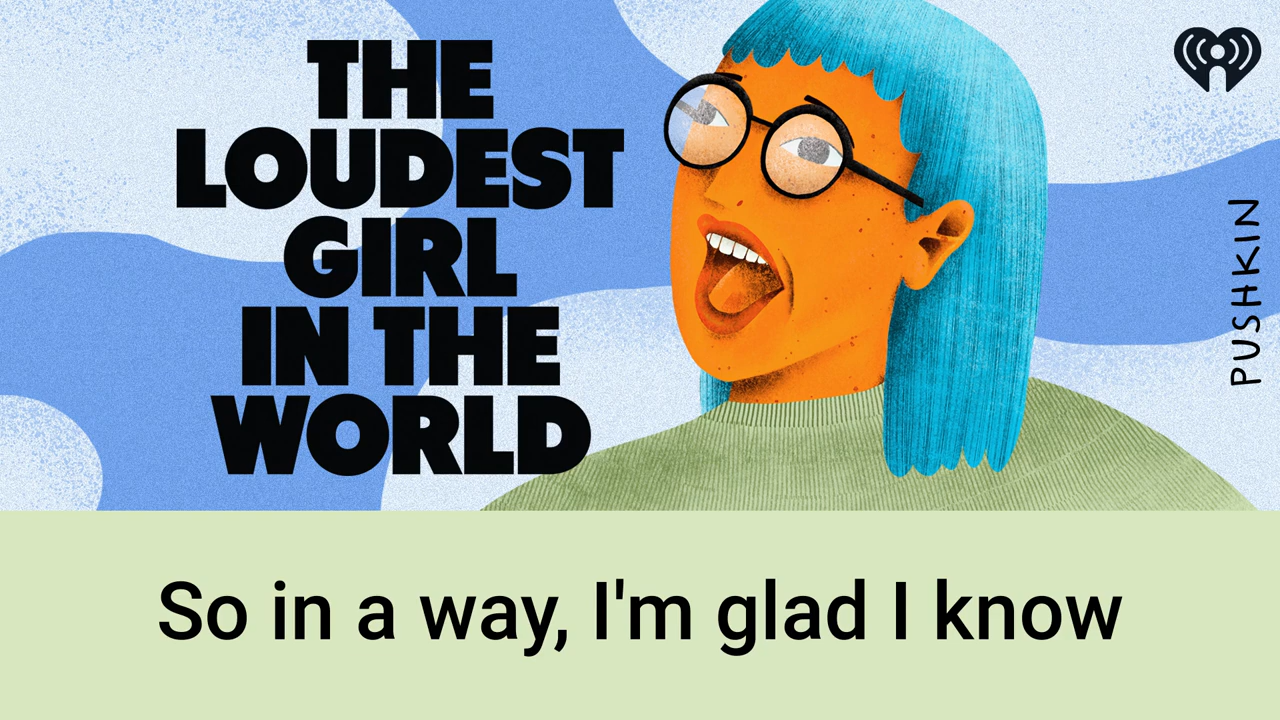 THE
LOUDEST
GIRL
IN THE
WORLD
PUSHKIN
So in a way, I'm glad I know